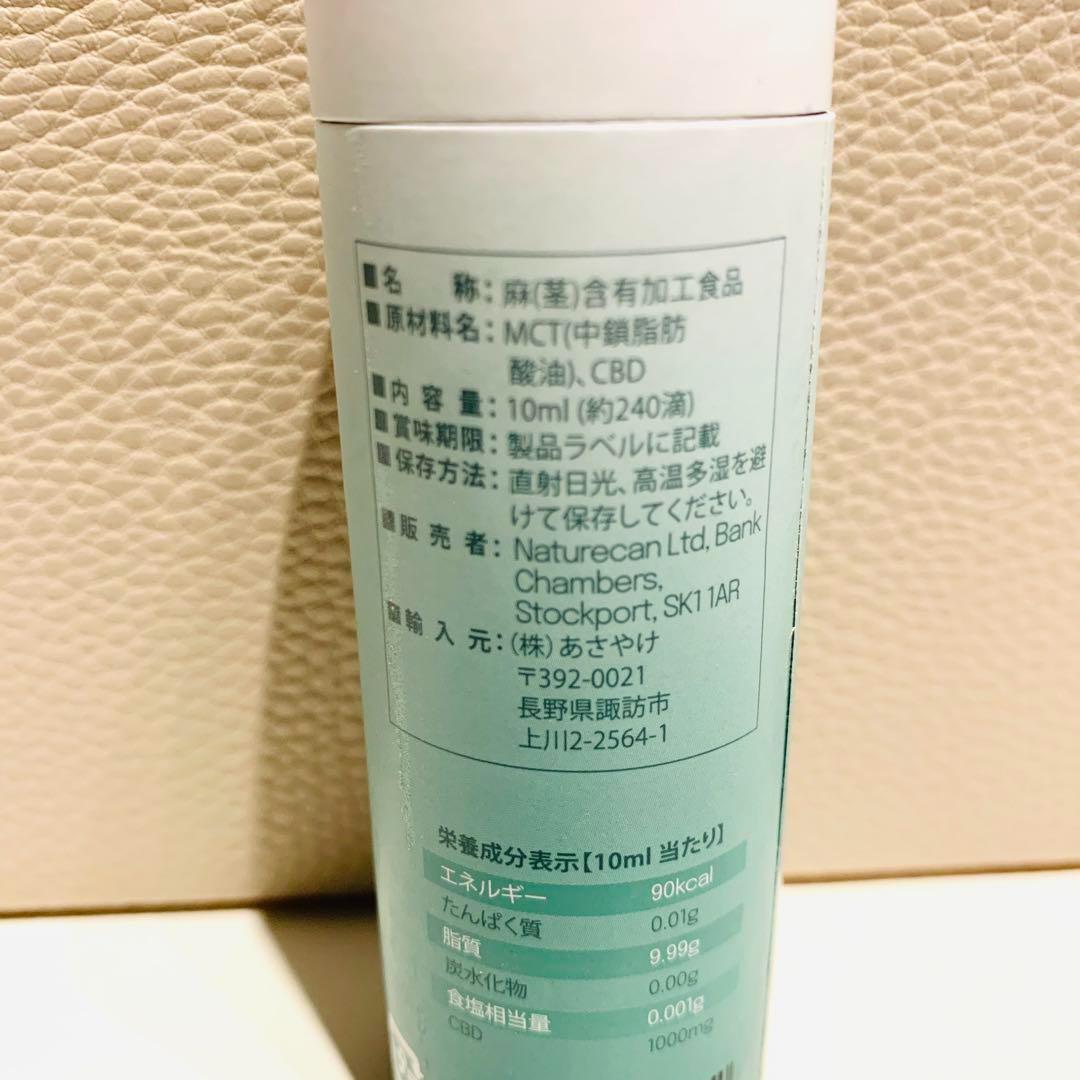 ■名 称：麻(茎)含有加工食品
■原材料名：MCT(中鎖脂肪
酸油)、CBD
■内 容 量：10ml (約240滴)
■賞味期限：製品ラベルに記載
■保存方法：直射日光、高温多湿を避
けて保存してください。
■販 売 者：Naturecan Ltd, Bank
Chambers,
Stockport, SK1 1AR
■輸 入 元：(株)あさやけ
〒392-0021
長野県諏訪市
上川2-2564-1
栄養成分表示【10ml 当たり】
エネルギー 90kcal
たんぱく質 0.01g
脂質 9.99g
炭水化物 0.00g
食塩相当量 0.001g
CBD 1000mg